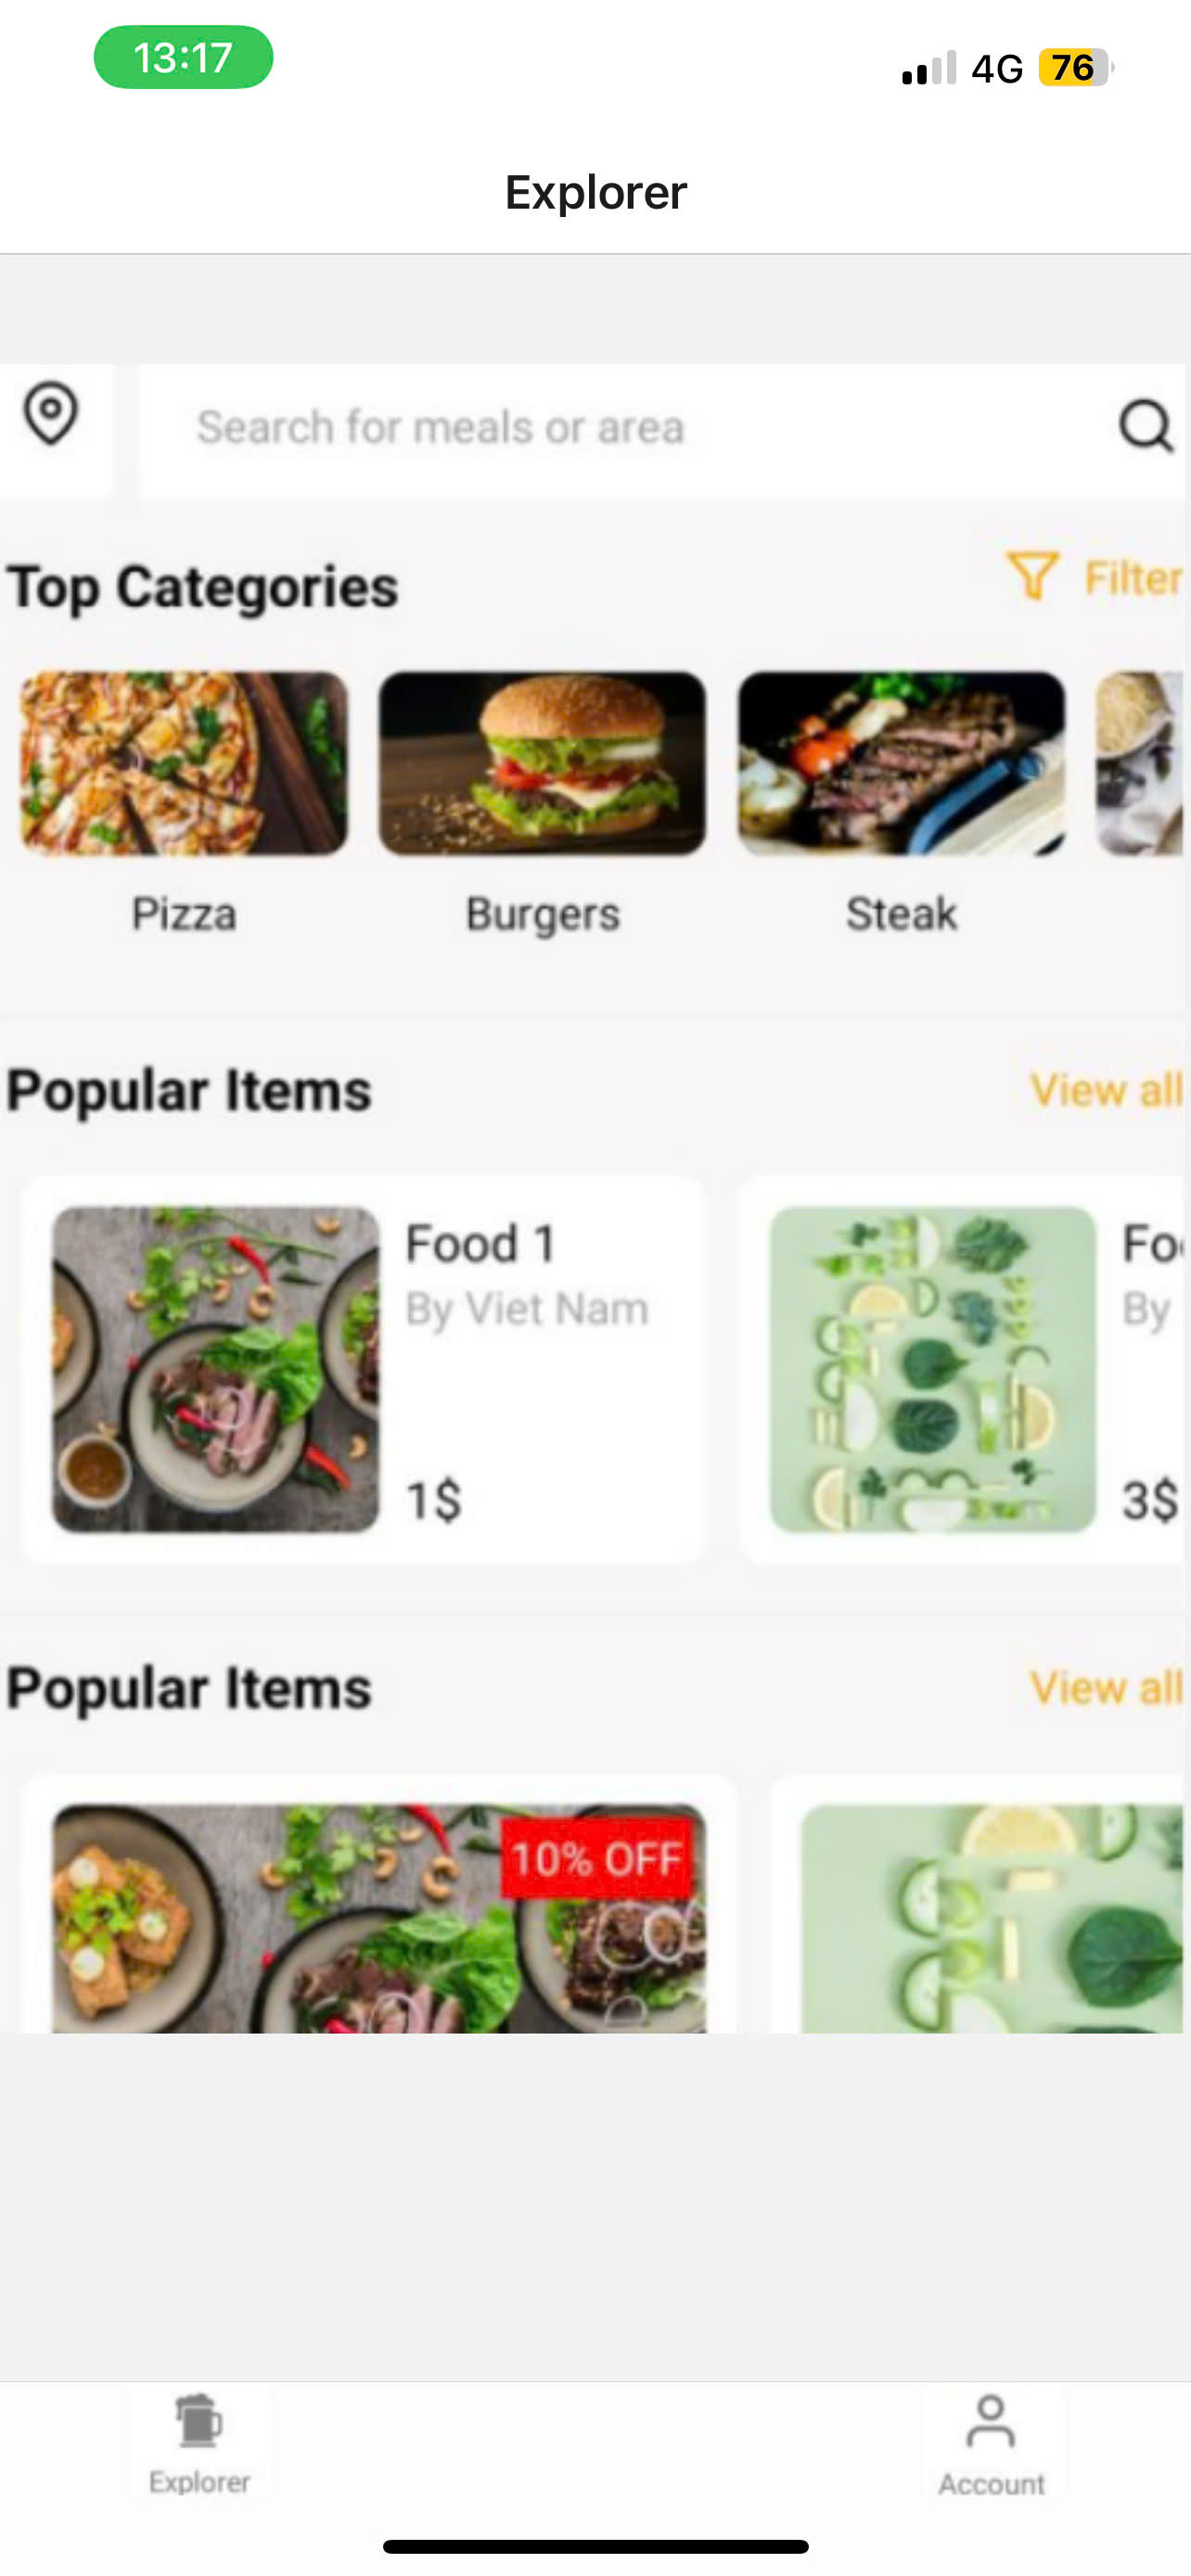 13:17
4G 76
Explorer
Search for meals or area
Top Categories
Filter
Pizza
Burgers
Steak
Popular Items
View all
Food 1
By Viet Nam
1$
By
3$
Popular Items
View all
10% OFF
Explorer
Account